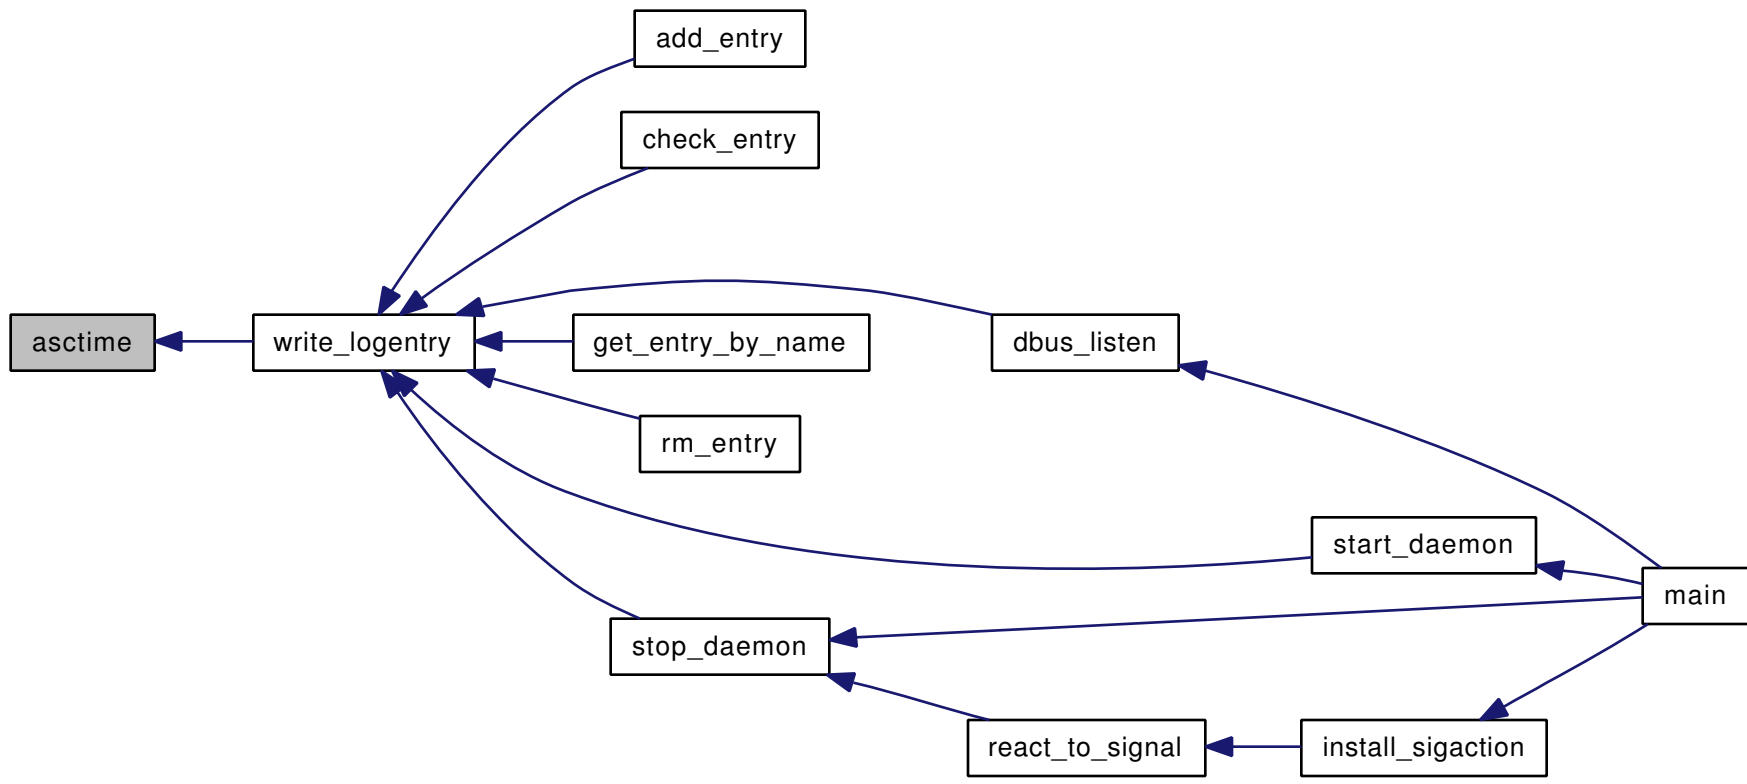 add_entry
check_entry
asctime
write_logentry
get_entry_by_name
dbus_listen
rm_entry
start_daemon
main
stop_daemon
react_to_signal
install_sigaction